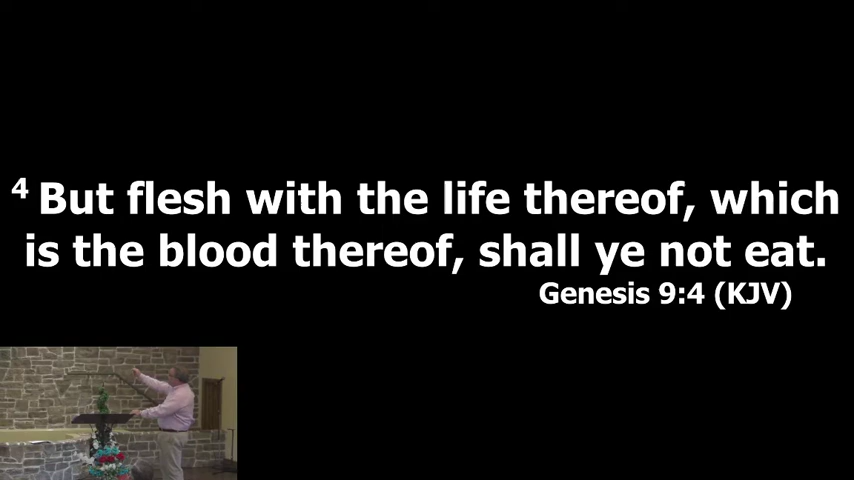 4 But flesh with the life thereof, which
is the blood thereof, shall ye not eat.
Genesis 9:4 (KJV)